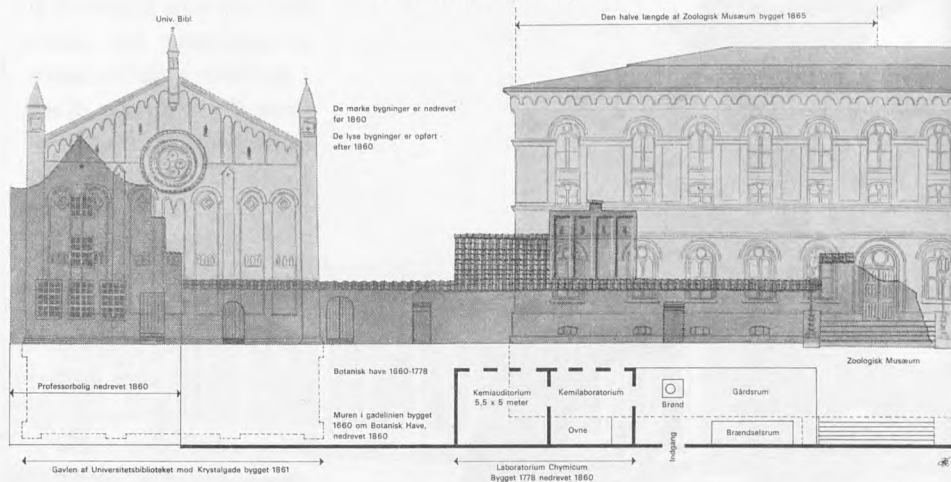 Univ. Bibl.
Den halve længde af Zoologisk Musæum bygget 1865
De mørke bygninger er nedrevet
før 1860
De lyse bygninger er opført
efter 1860
Zoologisk Musæum
Botanisk have 1660-1778
Professorbolig nedrevet 1860
Muren i gadelinien bygget
1660 om Botanisk Have,
nedrevet 1860
Kemiauditorium
5,5 x 5 meter
Kemilaboratorium
Ovne
Brønd
Gårdsrum
Brændselsrum
Indgang
Gavlen af Universitetsbiblioteket mod Krystalgade bygget 1861
Laboratorium Chymicum
Bygget 1778 nedrevet 1860